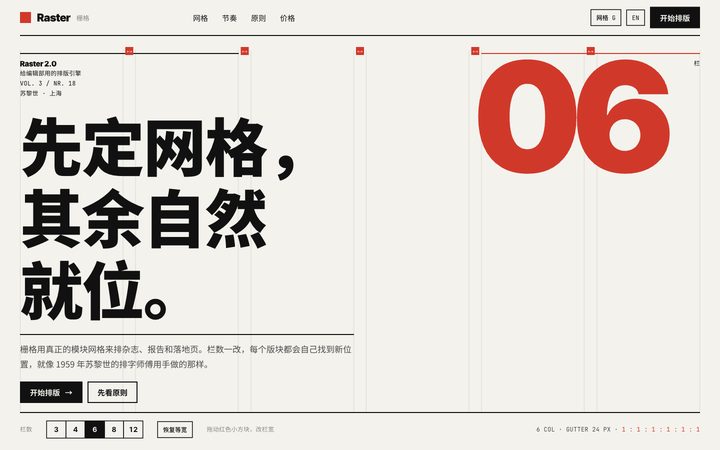 Raster 栅格
网格 节奏 原则 价格
网格 G
EN
开始排版
Raster 2.0
给编辑部用的排版引擎
VOL. 3 / NR. 18
苏黎世 · 上海
06
栏
先定网格，
其余自然
就位。
栅格用真正的模块网格来排杂志、报告和落地页。栏数一改，每个版块都会自己找到新位
置，就像 1959 年苏黎世的排字师傅用手做的那样。
开始排版 →
先看原则
栏数 3 4 6 8 12 恢复等宽 拖动红色小方块，改栏宽
6 COL · GUTTER 24 PX · 1 : 1 : 1 : 1 : 1 : 1